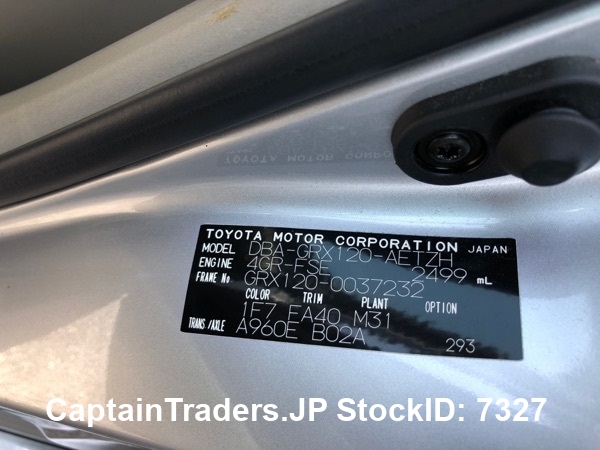 TOYOTA MOTOR CORPORATION JAPAN
MODEL DBA-GRX120-AETZH
ENGINE 4GR-FSE 2499 mL
FRAME No GRX120-0037232
COLOR TRIM PLANT OPTION
1F7 FA40 M31
TRANS/AXLE A960E B02A 293
CaptainTraders.JP StockID: 7327